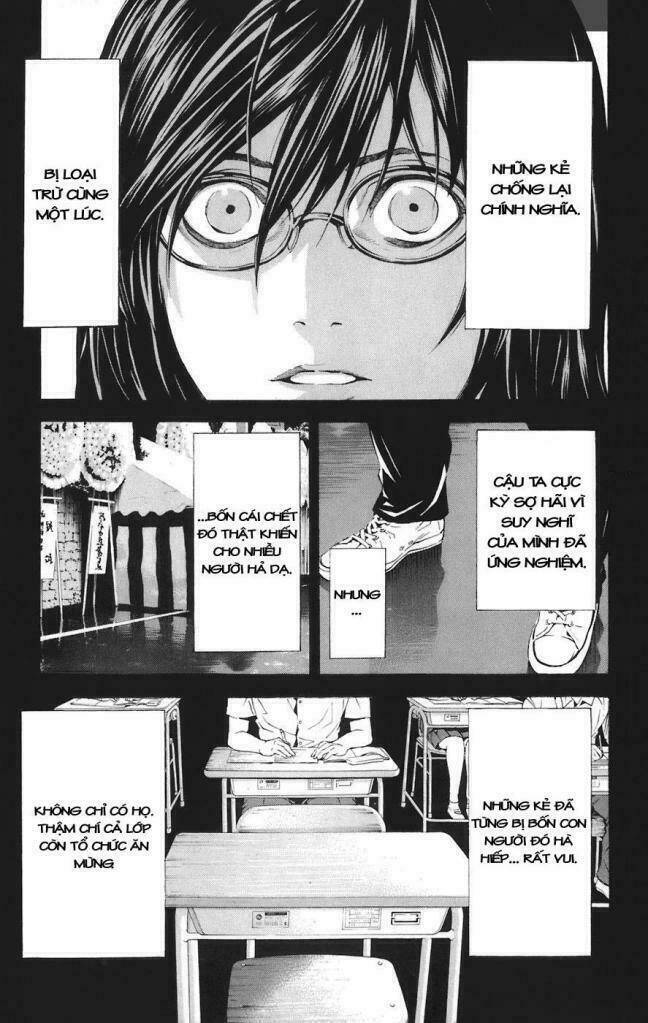 NHỮNG KẺ
CHỐNG LẠI
CHÍNH NGHĨA.
BỊ LOẠI
TRỪ CÙNG
MỘT LÚC.
CẬU TA CỰC
KỲ SỢ HÃI VÌ
SUY NGHĨ
CỦA MÌNH ĐÃ
ỨNG NGHIỆM.
NHƯNG
...
...BỐN CÁI CHẾT
ĐÓ THẬT KHIẾN
CHO NHIỀU
NGƯỜI HẢ DẠ.
NHỮNG KẺ ĐÃ
TỪNG BỊ BỐN CON
NGƯỜI ĐÓ HÀ
HIẾP... RẤT VUI.
KHÔNG CHỈ CÓ HỌ.
THẬM CHÍ CẢ LỚP
CÒN TỔ CHỨC ĂN
MỪNG